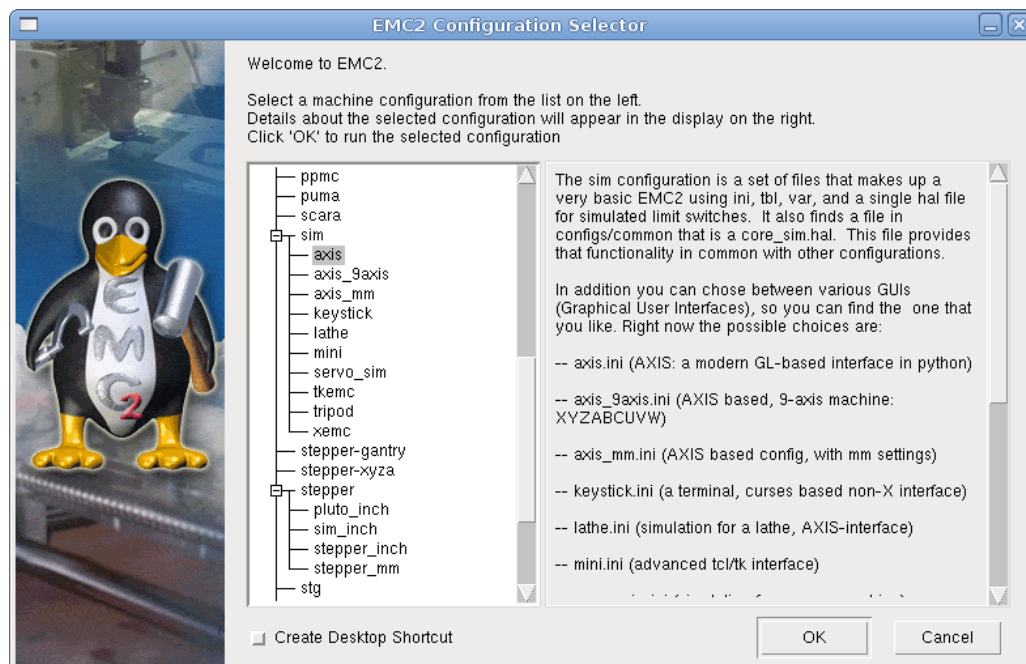 EMC2 Configuration Selector
Welcome to EMC2.
Select a machine configuration from the list on the left.
Details about the selected configuration will appear in the display on the right.
Click 'OK' to run the selected configuration
ppmc
puma
scara
sim
axis
axis_9axis
axis_mm
keystick
lathe
mini
servo_sim
tkemc
tripod
xemc
stepper-gantry
stepper-xyza
stepper
pluto_inch
sim_inch
stepper_inch
stepper_mm
stg
The sim configuration is a set of files that makes up a
very basic EMC2 using ini, tbl, var, and a single hal file
for simulated limit switches. It also finds a file in
configs/common that is a core_sim.hal. This file provides
that functionality in common with other configurations.
In addition you can chose between various GUIs
(Graphical User Interfaces), so you can find the one that
you like. Right now the possible choices are:
-- axis.ini (AXIS: a modern GL-based interface in python)
-- axis_9axis.ini (AXIS based, 9-axis machine:
XYZABCUVW)
-- axis_mm.ini (AXIS based config, with mm settings)
-- keystick.ini (a terminal, curses based non-X interface)
-- lathe.ini (simulation for a lathe, AXIS-interface)
-- mini.ini (advanced tcl/tk interface)
EMC2
Create Desktop Shortcut
OK
Cancel